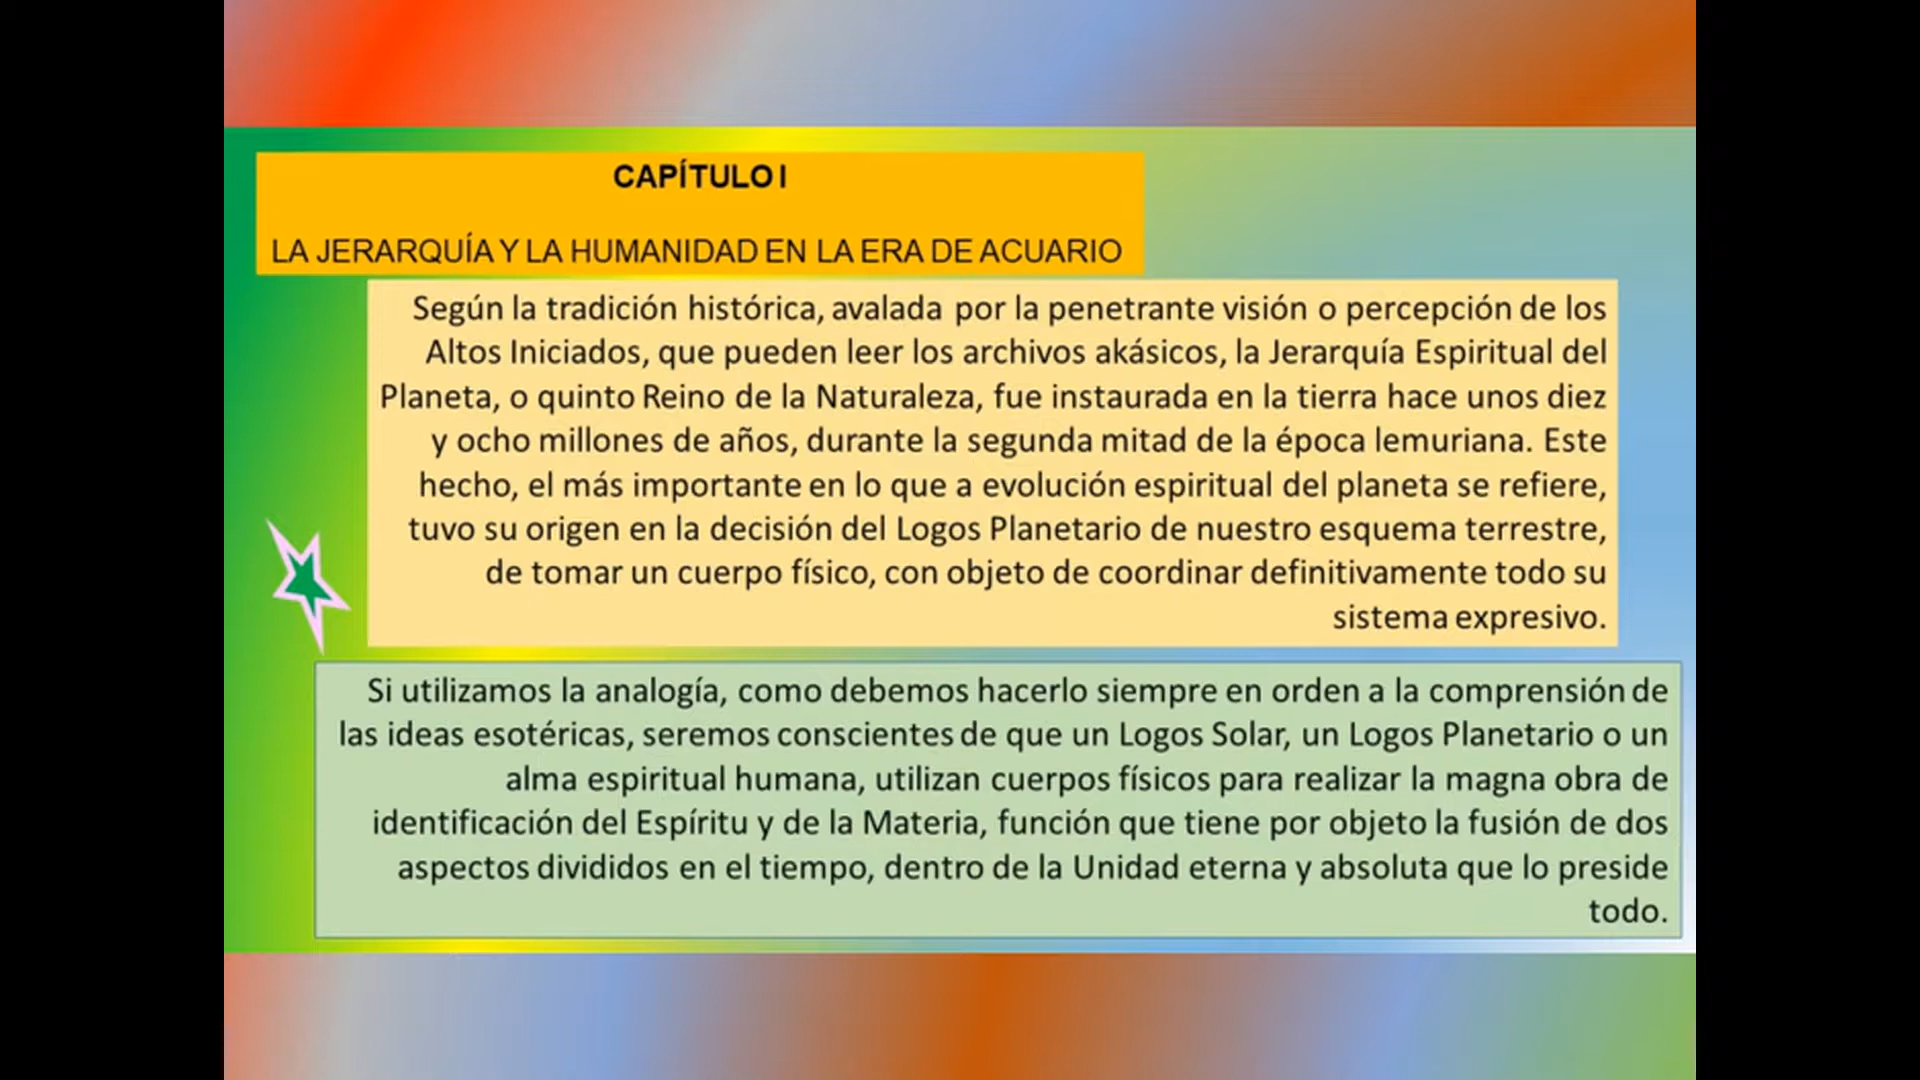 CAPÍTULO I
LA JERARQUÍA Y LA HUMANIDAD EN LA ERA DE ACUARIO
Según la tradición histórica, avalada por la penetrante visión o percepción de los
Altos Iniciados, que pueden leer los archivos akásicos, la Jerarquía Espiritual del
Planeta, o quinto Reino de la Naturaleza, fue instaurada en la tierra hace unos diez
y ocho millones de años, durante la segunda mitad de la época lemuriana. Este
hecho, el más importante en lo que a evolución espiritual del planeta se refiere,
tuvo su origen en la decisión del Logos Planetario de nuestro esquema terrestre,
de tomar un cuerpo físico, con objeto de coordinar definitivamente todo su
sistema expresivo.
Si utilizamos la analogía, como debemos hacerlo siempre en orden a la comprensión de
las ideas esotéricas, seremos conscientes de que un Logos Solar, un Logos Planetario o un
alma espiritual humana, utilizan cuerpos físicos para realizar la magna obra de
identificación del Espíritu y de la Materia, función que tiene por objeto la fusión de dos
aspectos divididos en el tiempo, dentro de la Unidad eterna y absoluta que lo preside
todo.